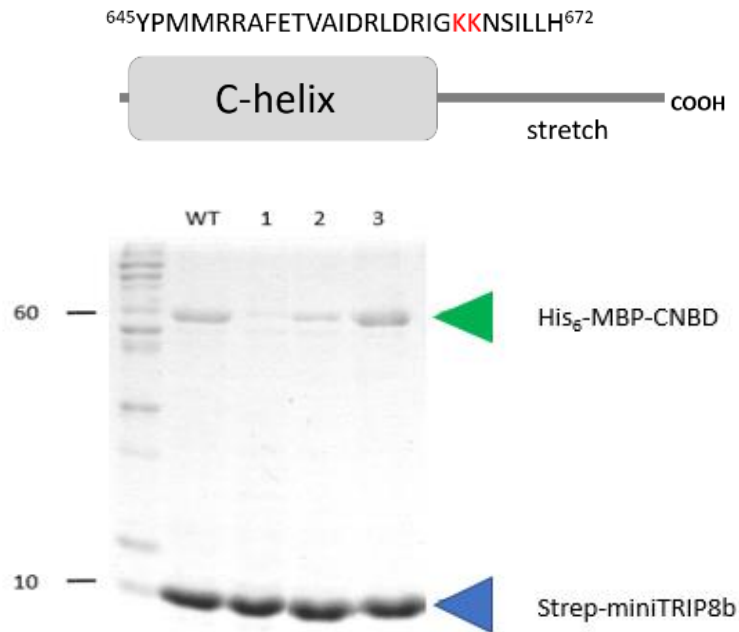 ⁶⁴⁵YPMMRRAFETVAIDRLDRIGKKNSILLH⁶⁷²
C-helix
COOH
stretch
WT 1 2 3
60
His₆-MBP-CNBD
10
Strep-miniTRIP8b